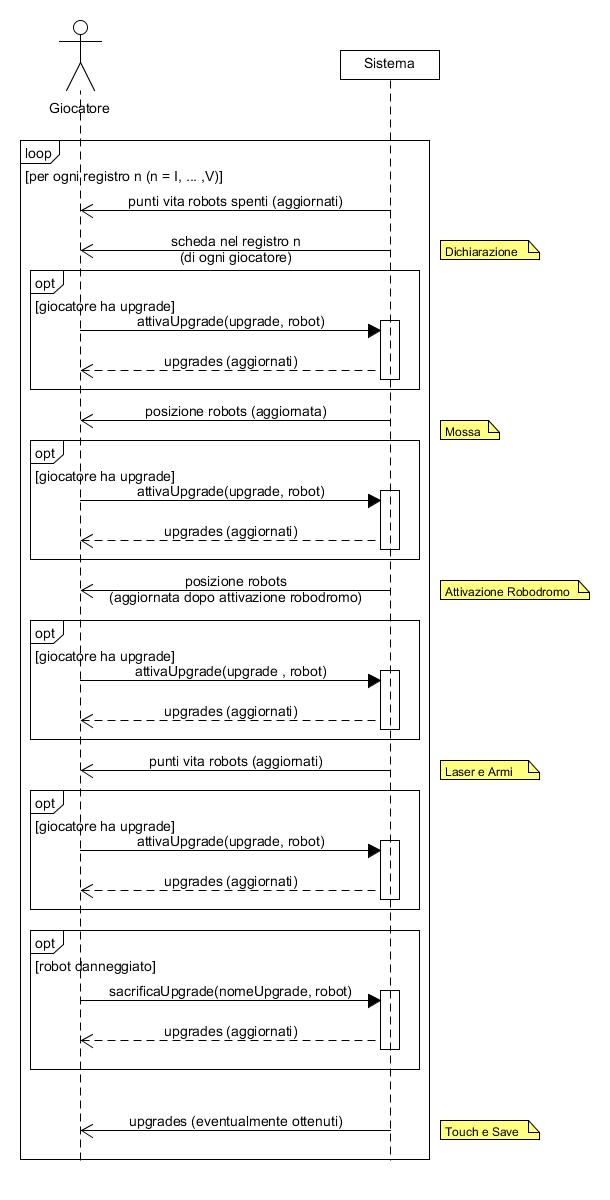 Giocatore
Sistema
loop
[per ogni registro n (n = I, ... ,V)]
punti vita robots spenti (aggiornati)
scheda nel registro n
(di ogni giocatore)
Dichiarazione
opt
[giocatore ha upgrade]
attivaUpgrade(upgrade, robot)
upgrades (aggiornati)
posizione robots (aggiornata)
Mossa
opt
[giocatore ha upgrade]
attivaUpgrade(upgrade, robot)
upgrades (aggiornati)
posizione robots
(aggiornata dopo attivazione robodromo)
Attivazione Robodromo
opt
[giocatore ha upgrade]
attivaUpgrade(upgrade , robot)
upgrades (aggiornati)
punti vita robots (aggiornati)
Laser e Armi
opt
[giocatore ha upgrade]
attivaUpgrade(upgrade, robot)
upgrades (aggiornati)
opt
[robot danneggiato]
sacrificaUpgrade(nomeUpgrade, robot)
upgrades (aggiornati)
upgrades (eventualmente ottenuti)
Touch e Save